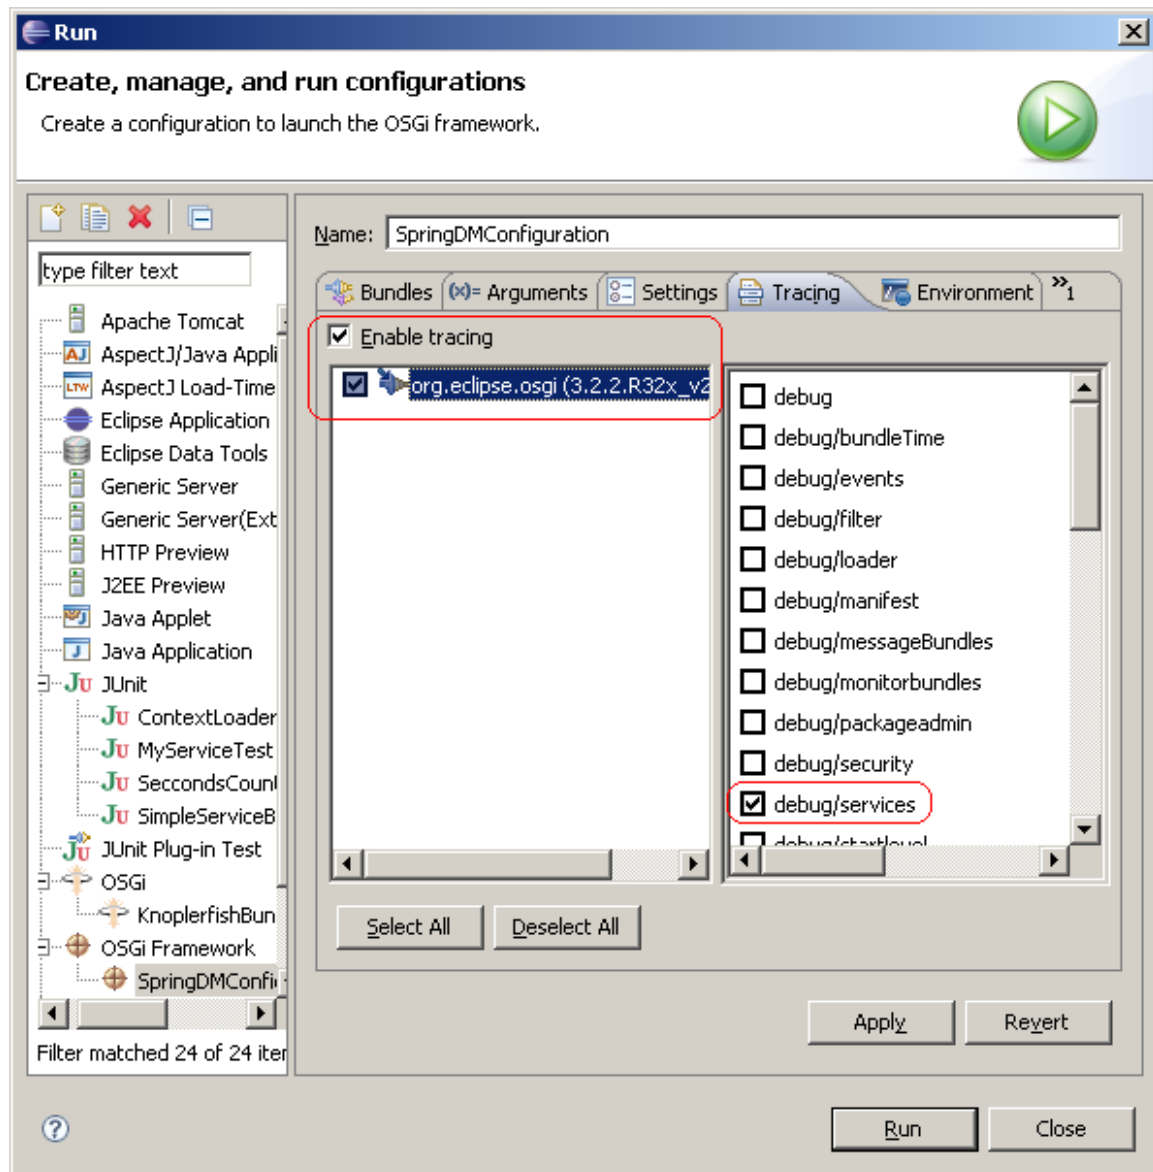 Run
Create, manage, and run configurations
Create a configuration to launch the OSGi framework.
type filter text
Apache Tomcat
AspectJ/Java Appli
AspectJ Load-Time
Eclipse Application
Eclipse Data Tools
Generic Server
Generic Server(Ext
HTTP Preview
J2EE Preview
Java Applet
Java Application
JUnit
ContextLoader
MyServiceTest
SeccondsCount
SimpleServiceB
JUnit Plug-in Test
OSGi
KnoplerfishBun
OSGi Framework
SpringDMConfi
Filter matched 24 of 24 iter
Name: SpringDMConfiguration
Bundles (x)= Arguments Settings Tracing Environment »1
Enable tracing
org.eclipse.osgi (3.2.2.R32x_v2
debug
debug/bundleTime
debug/events
debug/filter
debug/loader
debug/manifest
debug/messageBundles
debug/monitorbundles
debug/packageadmin
debug/security
debug/services
debug/startlevel
Select All Deselect All
Apply Revert
Run Close